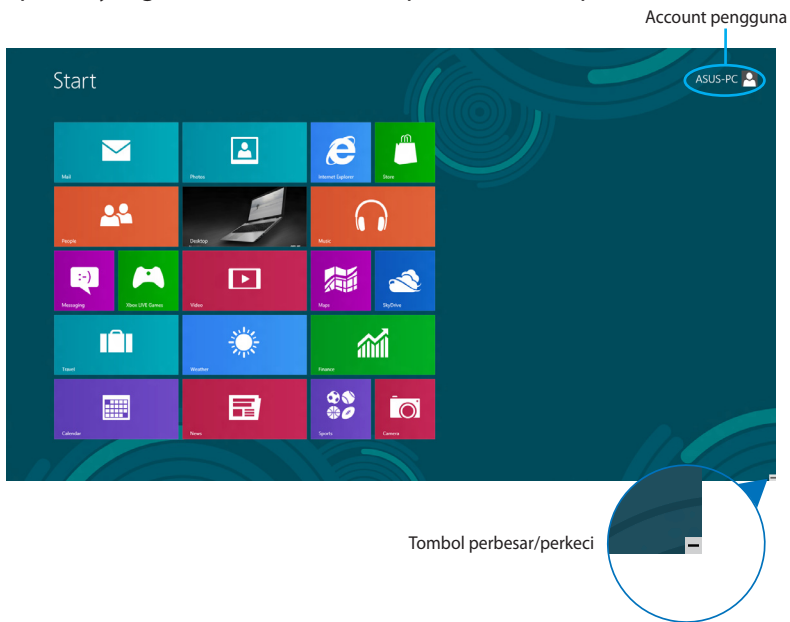 Account pengguna
Start
ASUS-PC
Mail
Photos
Internet Explorer
Store
People
Desktop
Music
Messaging
Xbox LIVE Games
Video
Maps
SkyDrive
Travel
Weather
Finance
Calendar
News
Sports
Camera
Tombol perbesar/perkeci